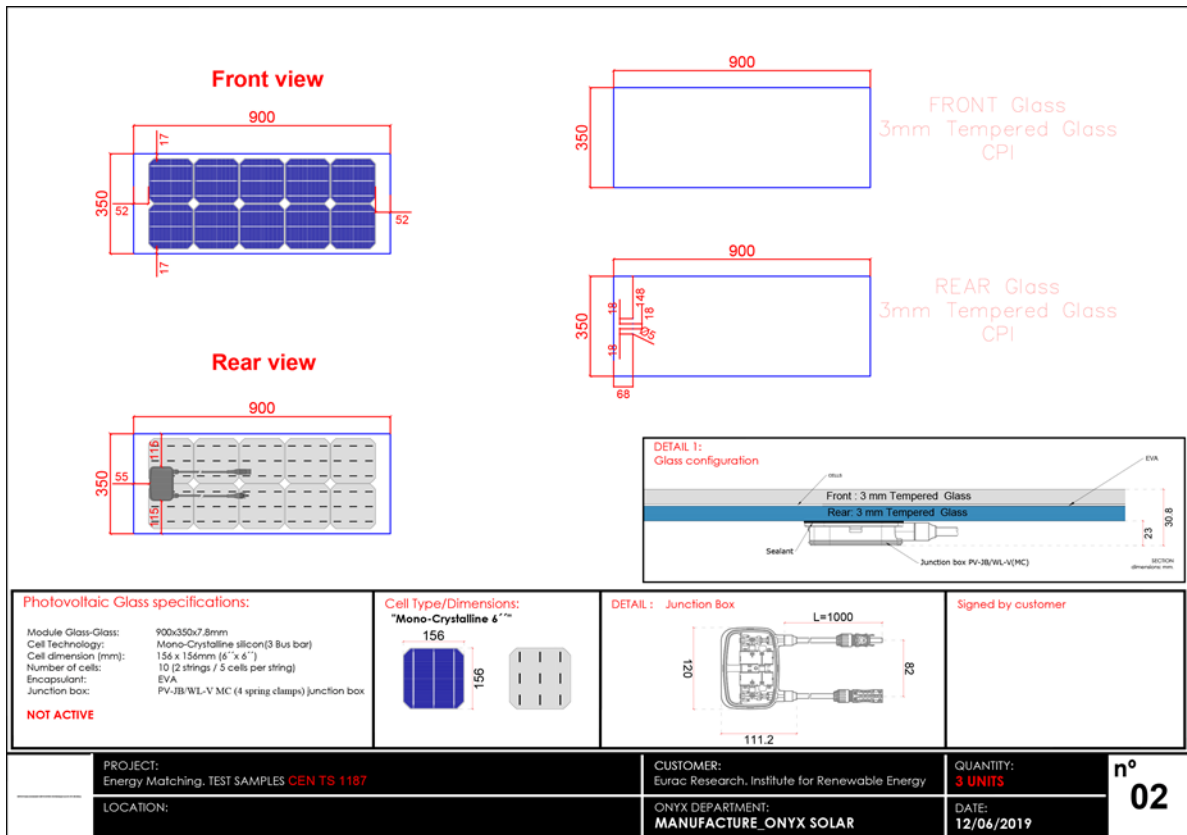 Front view
900
17
350
52
52
17
900
350
FRONT Glass
3mm Tempered Glass
CPI
900
350
18
148
18
Ø5
18
68
REAR Glass
3mm Tempered Glass
CPI
Rear view
900
115
350
55
115
DETAIL 1:
Glass configuration
EVA
CELLS
Front : 3 mm Tempered Glass
Rear: 3 mm Tempered Glass
Sealant
Junction box PV-JB/WL-V(MC)
23
30.8
SECTION
dimensions: mm
Photovoltaic Glass specifications:
Module Glass-Glass: 900x350x7.8mm
Cell Technology: Mono-Crystalline silicon(3 Bus bar)
Cell dimension (mm): 156 x 156mm (6´´x 6´´)
Number of cells: 10 (2 strings / 5 cells per string)
Encapsulant: EVA
Junction box: PV-JB/WL-V MC (4 spring clamps) junction box
NOT ACTIVE
Cell Type/Dimensions:
"Mono-Crystalline 6´´"
156
156
DETAIL : Junction Box
L=1000
120
82
111.2
Signed by customer
PROJECT:
Energy Matching. TEST SAMPLES CEN TS 1187
LOCATION:
CUSTOMER:
Eurac Research. Institute for Renewable Energy
ONYX DEPARTMENT:
MANUFACTURE_ONYX SOLAR
QUANTITY:
3 UNITS
DATE:
12/06/2019
nº
02